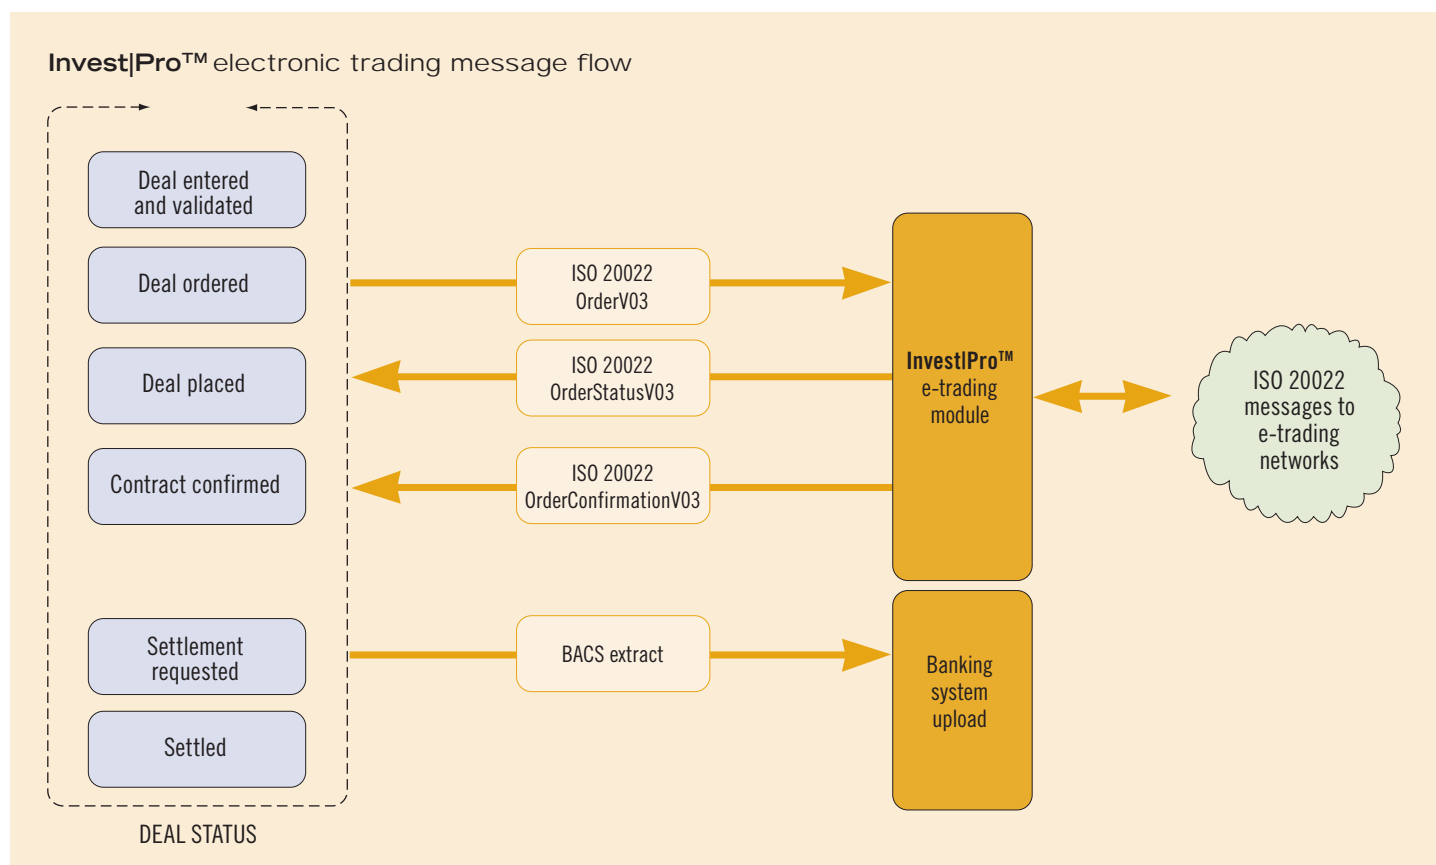 Invest|Pro™ electronic trading message flow
Deal entered
and validated
Deal ordered
ISO 20022
OrderV03
Deal placed
ISO 20022
OrderStatusV03
Contract confirmed
ISO 20022
OrderConfirmationV03
Invest|Pro™
e-trading
module
ISO 20022
messages to
e-trading
networks
Settlement
requested
BACS extract
Banking
system
upload
Settled
DEAL STATUS